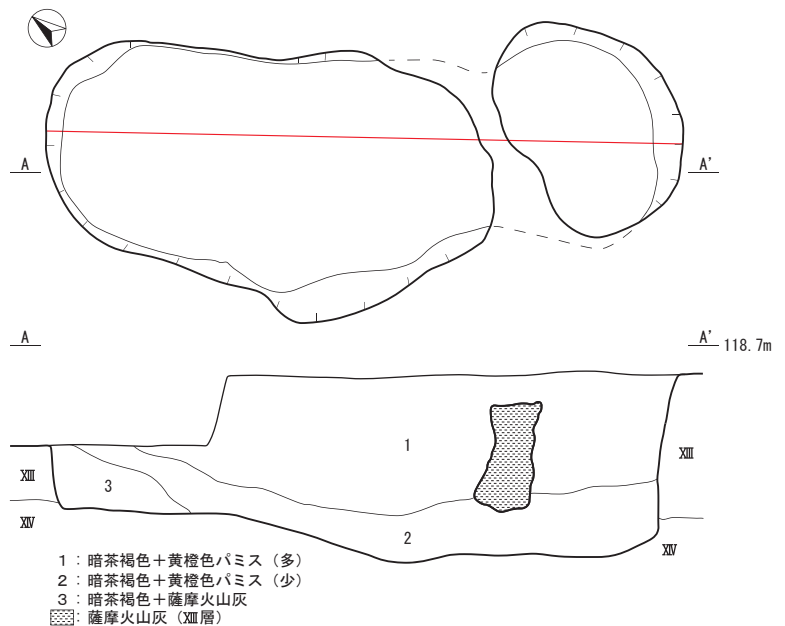 A A'
A A' 118.7m
1
ⅩⅢ
ⅩⅢ
3
ⅩⅣ
2
ⅩⅣ
1:暗茶褐色+黄橙色パミス(多)
2:暗茶褐色+黄橙色パミス(少)
3:暗茶褐色+薩摩火山灰
:薩摩火山灰(ⅩⅢ層)